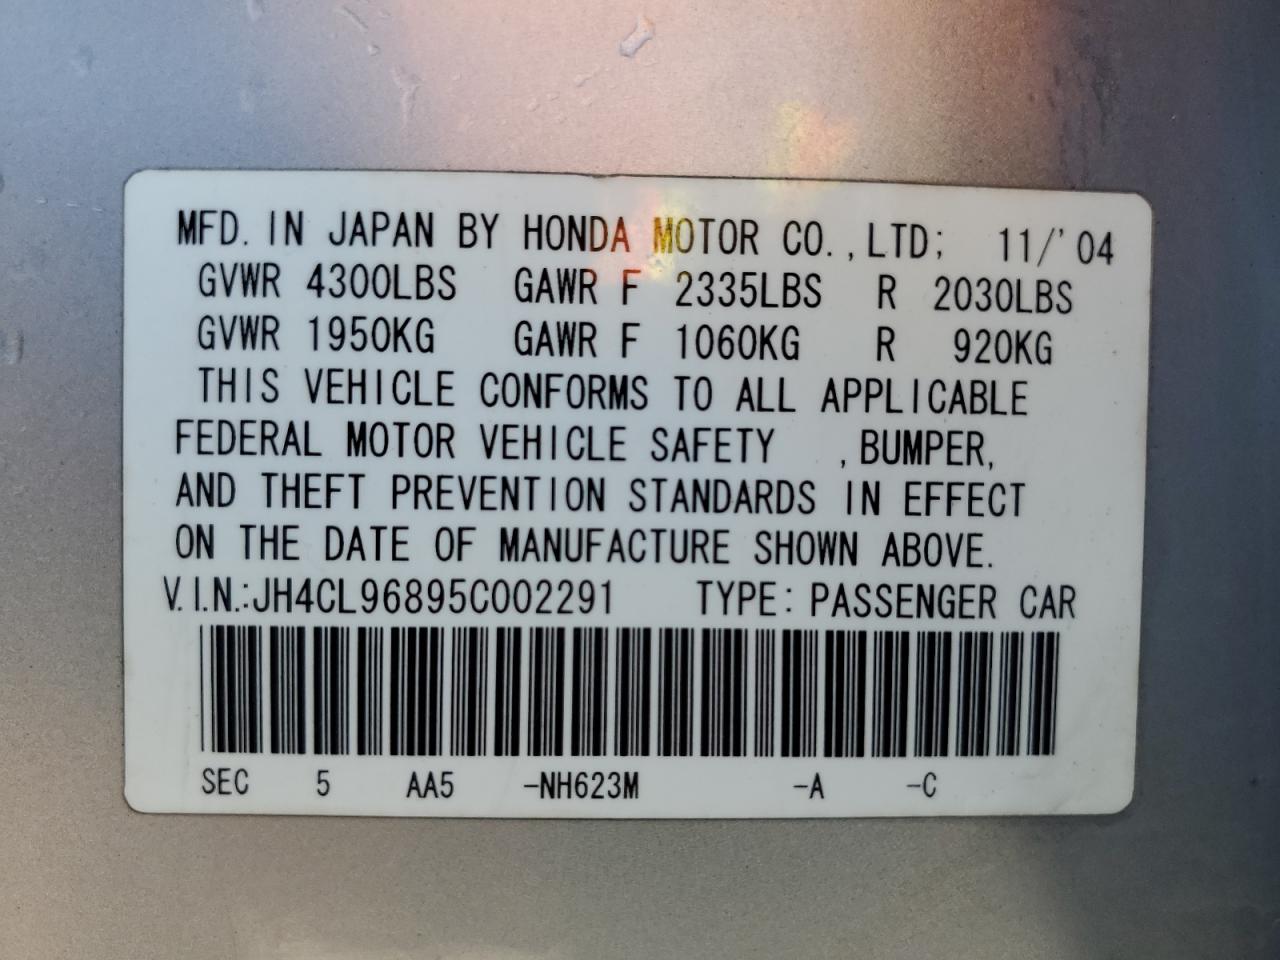 MFD. IN JAPAN BY HONDA MOTOR CO., LTD; 11/'04
GVWR 4300LBS GAWR F 2335LBS R 2030LBS
GVWR 1950KG GAWR F 1060KG R 920KG
THIS VEHICLE CONFORMS TO ALL APPLICABLE
FEDERAL MOTOR VEHICLE SAFETY , BUMPER,
AND THEFT PREVENTION STANDARDS IN EFFECT
ON THE DATE OF MANUFACTURE SHOWN ABOVE.
V.I.N.:JH4CL96895C002291 TYPE: PASSENGER CAR
SEC 5 AA5 -NH623M -A -C